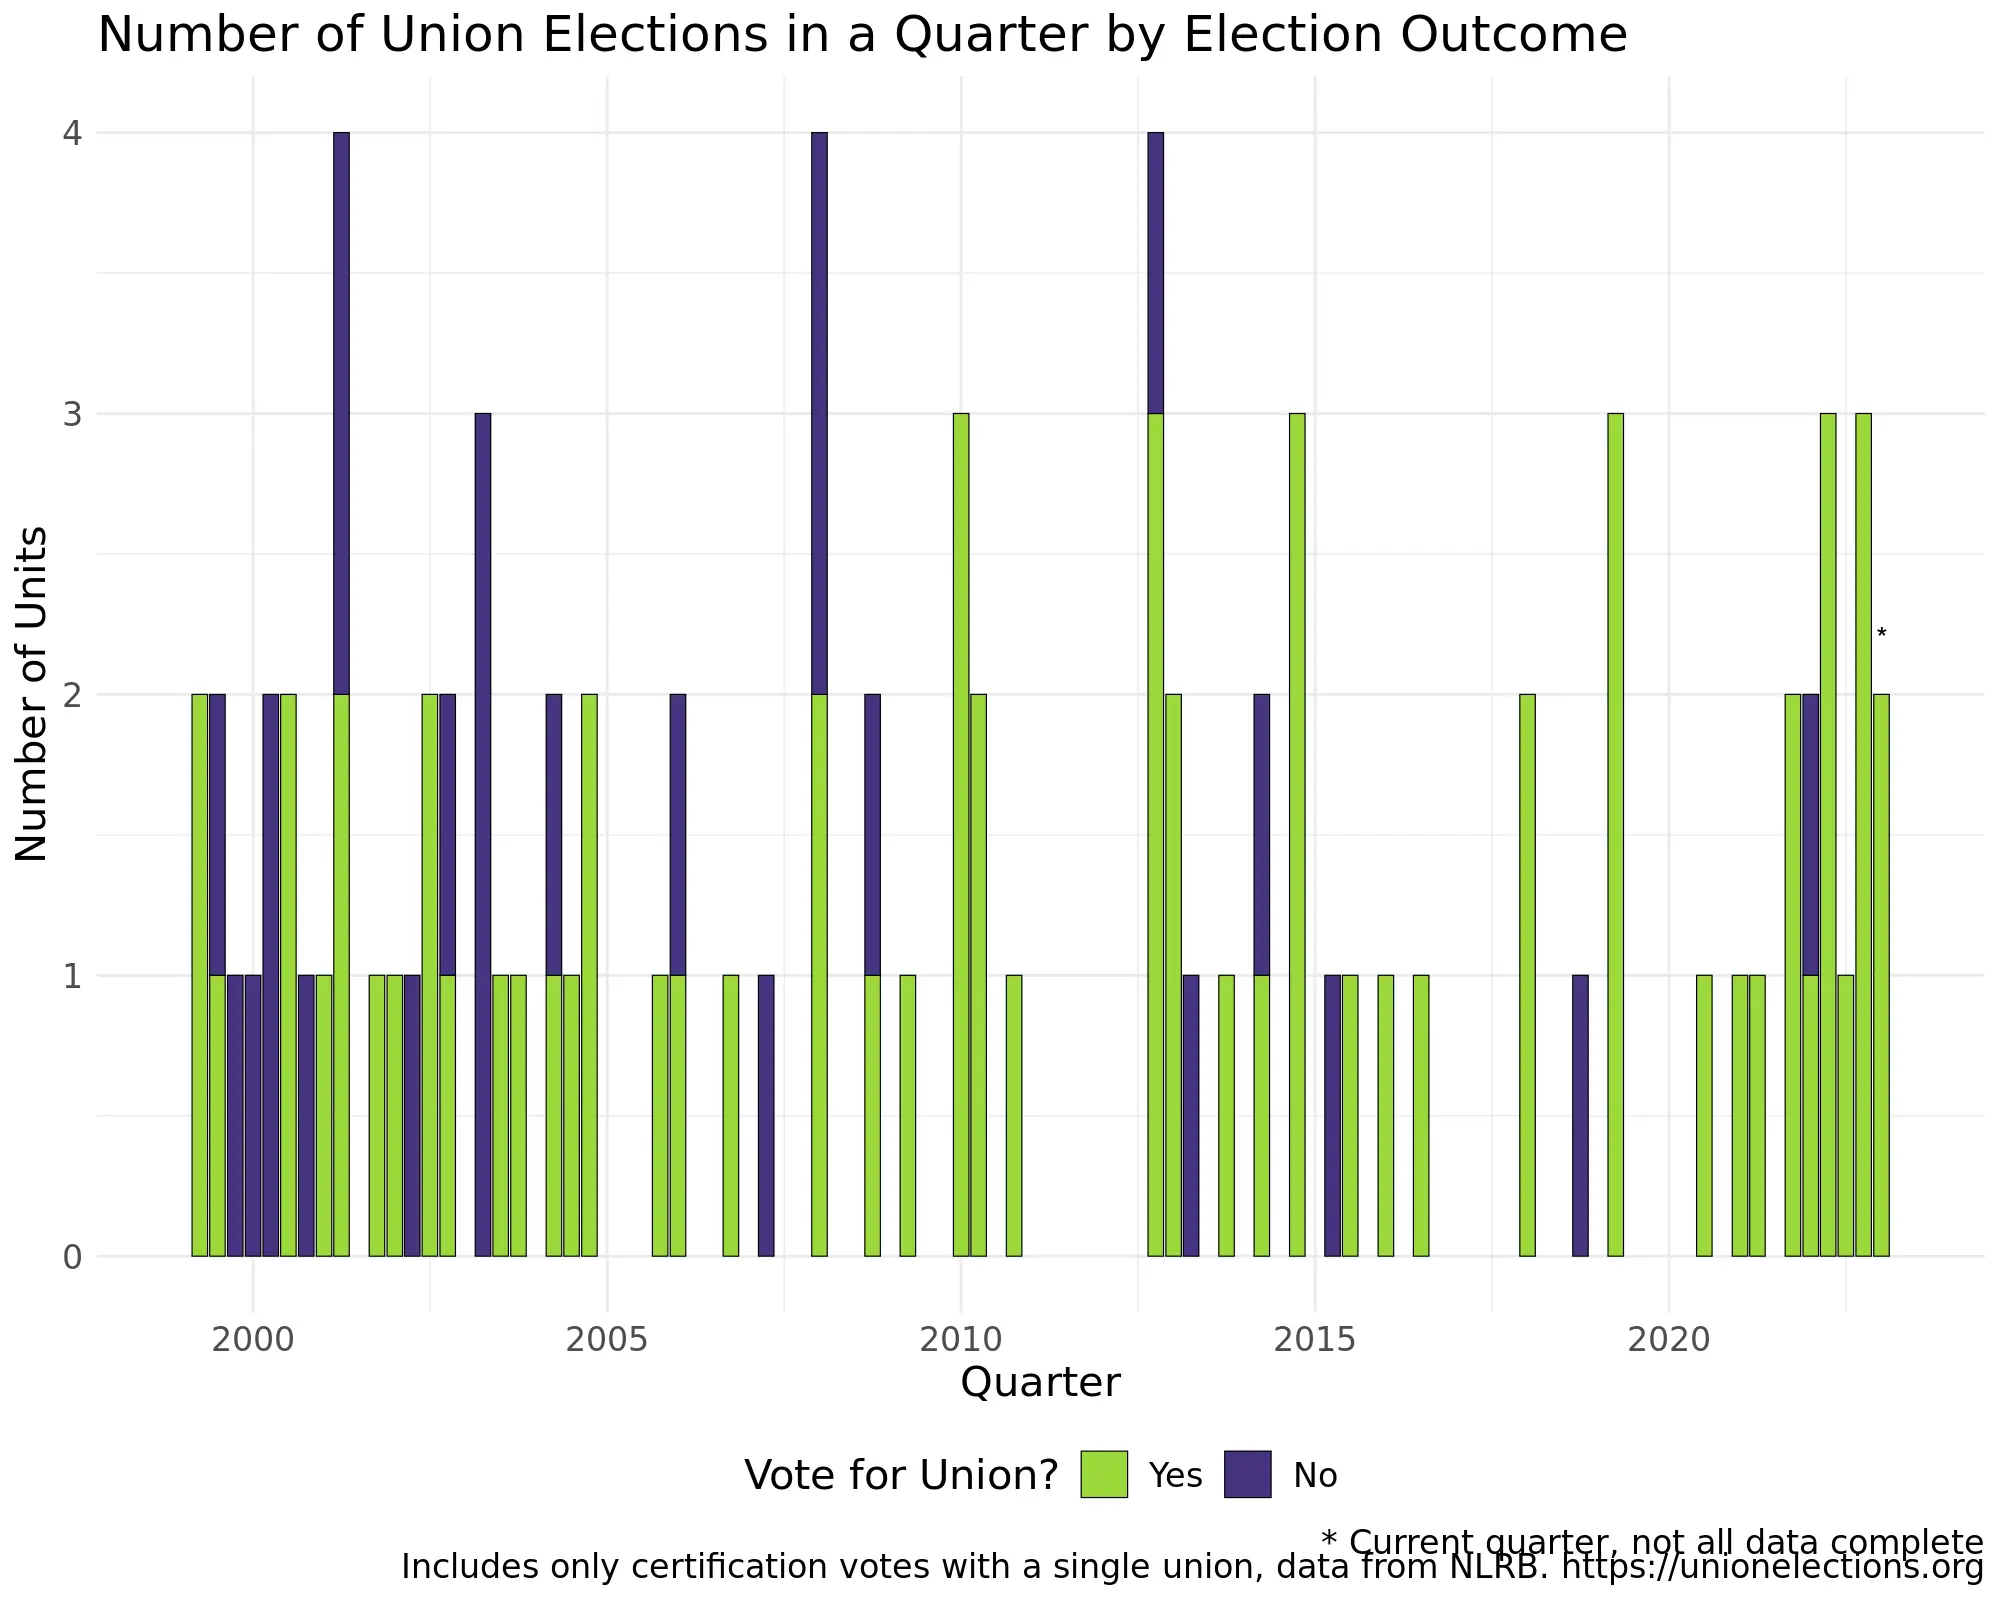 Number of Union Elections in a Quarter by Election Outcome
4
3
2
1
0
Number of Units
*
2000 2005 2010 2015 2020
Quarter
Vote for Union? Yes No
* Current quarter, not all data complete
Includes only certification votes with a single union, data from NLRB. https://unionelections.org